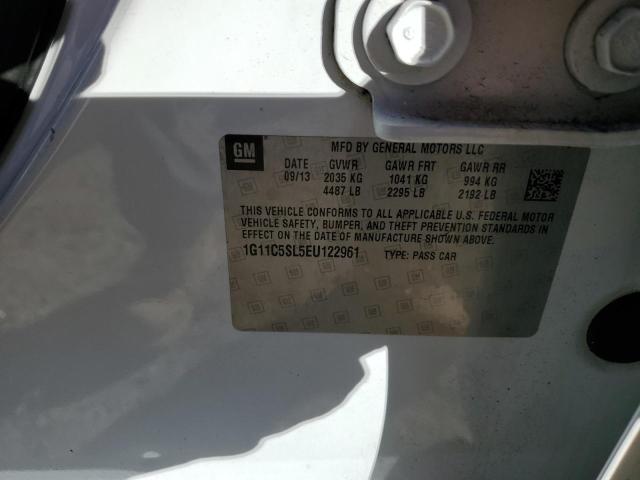 GM
MFD BY GENERAL MOTORS LLC
DATE GVWR GAWR FRT GAWR RR
09/13 2035 KG 1041 KG 994 KG
4487 LB 2295 LB 2192 LB
THIS VEHICLE CONFORMS TO ALL APPLICABLE U.S. FEDERAL MOTOR
VEHICLE SAFETY, BUMPER, AND THEFT PREVENTION STANDARDS IN
EFFECT ON THE DATE OF MANUFACTURE SHOWN ABOVE.
1G11C5SL5EU122961 TYPE: PASS CAR